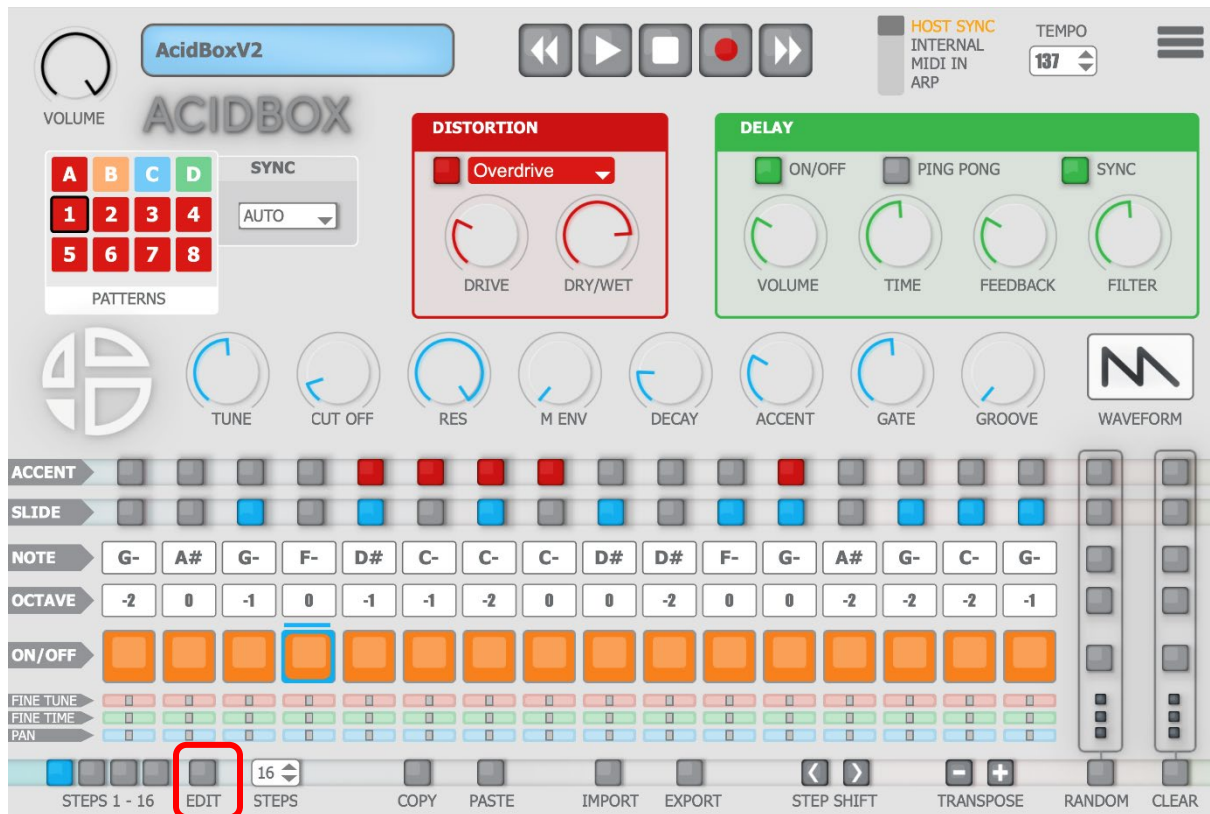 AcidBoxV2
HOST SYNC
INTERNAL
MIDI IN
ARP
TEMPO
137
VOLUME
ACIDBOX
A B C D
1 2 3 4
5 6 7 8
PATTERNS
SYNC
AUTO
DISTORTION
Overdrive
DRIVE DRY/WET
DELAY
ON/OFF PING PONG SYNC
VOLUME TIME FEEDBACK FILTER
TUNE CUT OFF RES M ENV DECAY ACCENT GATE GROOVE WAVEFORM
ACCENT
SLIDE
NOTE G- A# G- F- D# C- C- C- D# D# F- G- A# G- C- G-
OCTAVE -2 0 -1 0 -1 -1 -2 0 0 -2 0 0 -2 -2 -2 -1
ON/OFF
FINE TUNE
FINE TIME
PAN
16
STEPS 1 - 16 EDIT STEPS COPY PASTE IMPORT EXPORT STEP SHIFT TRANSPOSE RANDOM CLEAR